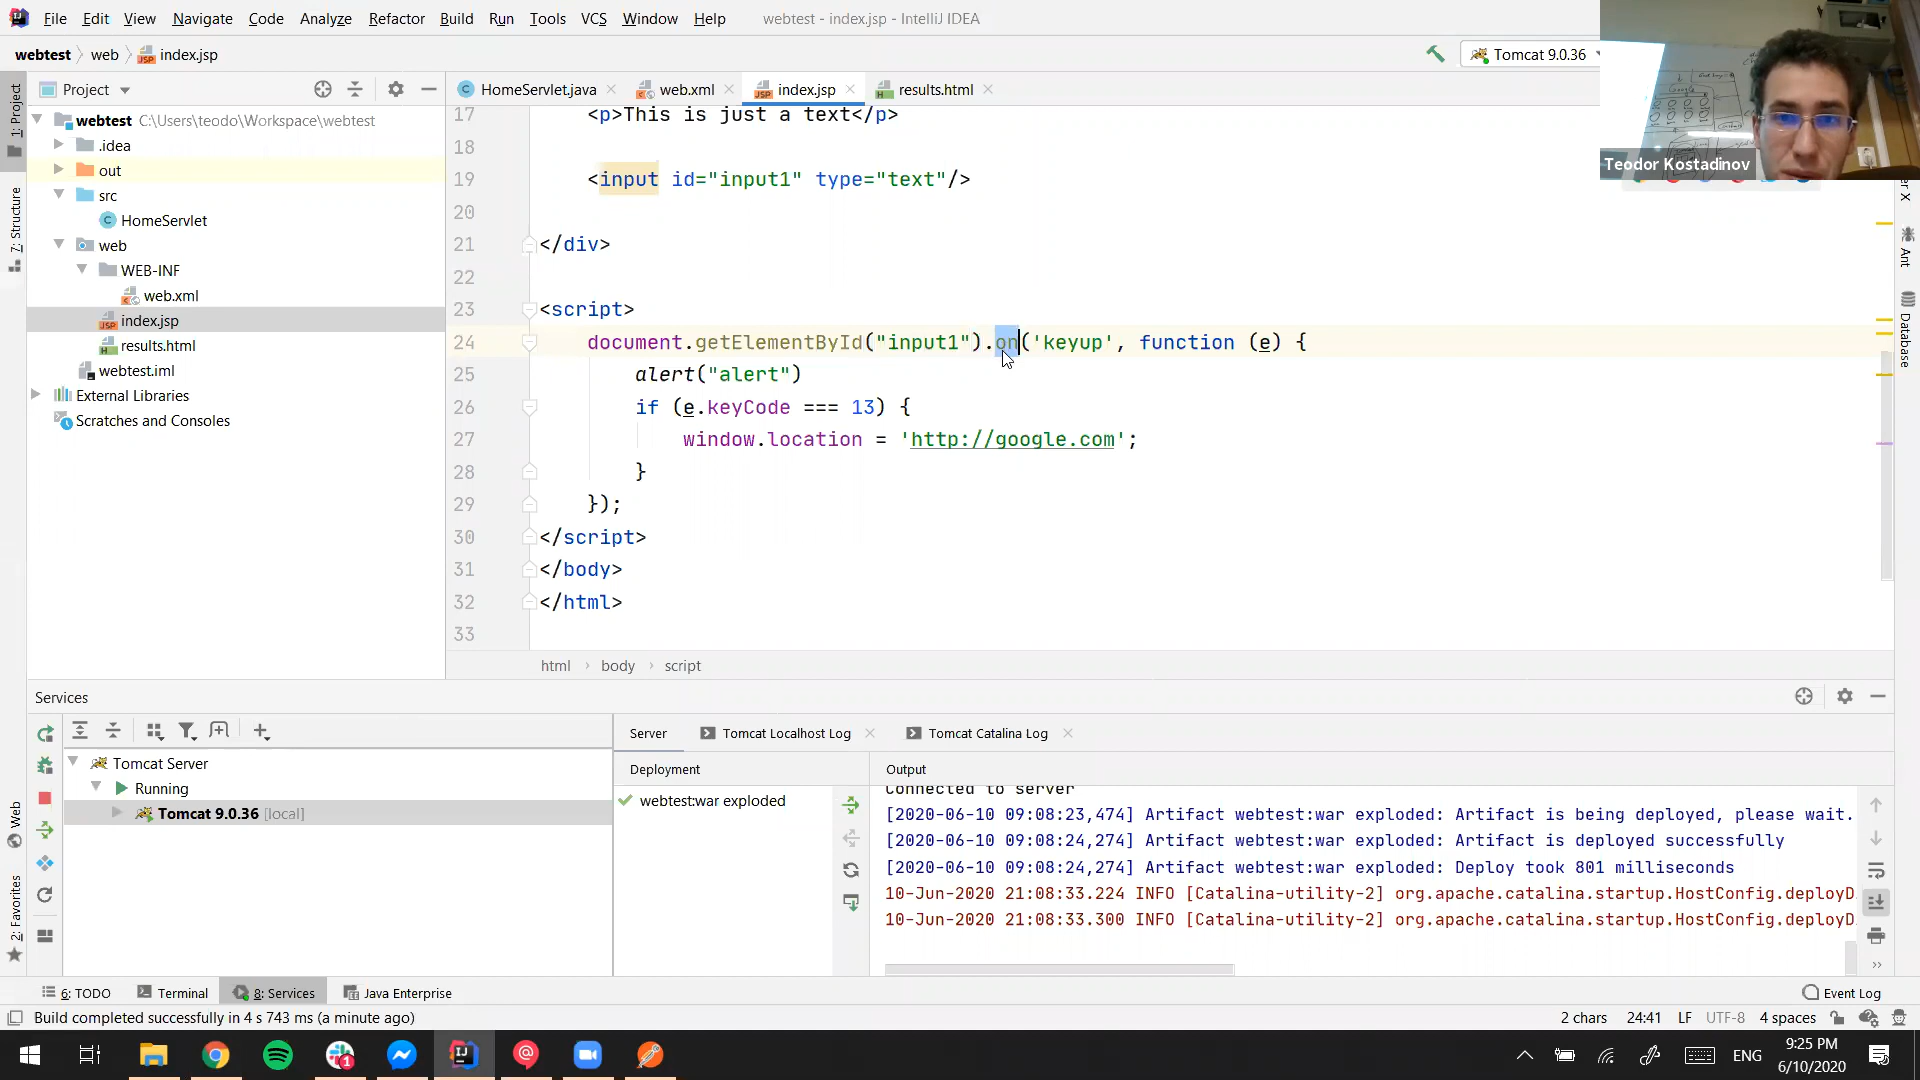 File Edit View Navigate Code Analyze Refactor Build Run Tools VCS Window Help webtest - index.jsp - IntelliJ IDEA
webtest web index.jsp
Tomcat 9.0.36
Teodor Kostadinov
1: Project
7: Structure
Web
2: Favorites
Project
webtest C:\Users\teodo\Workspace\webtest
.idea
out
src
HomeServlet
web
WEB-INF
web.xml
index.jsp
results.html
webtest.iml
External Libraries
Scratches and Consoles
HomeServlet.java web.xml index.jsp results.html
17 <p>This is just a text</p>
18
19 <input id="input1" type="text"/>
20
21 </div>
22
23 <script>
24 document.getElementById("input1").on('keyup', function (e) {
25 alert("alert")
26 if (e.keyCode === 13) {
27 window.location = 'http://google.com';
28 }
29 });
30 </script>
31 </body>
32 </html>
33
html body script
Ant
Database
Services
Tomcat Server
Running
Tomcat 9.0.36 [local]
Server Tomcat Localhost Log Tomcat Catalina Log
Deployment Output
webtest:war exploded
Connected to server
[2020-06-10 09:08:23,474] Artifact webtest:war exploded: Artifact is being deployed, please wait.
[2020-06-10 09:08:24,274] Artifact webtest:war exploded: Artifact is deployed successfully
[2020-06-10 09:08:24,274] Artifact webtest:war exploded: Deploy took 801 milliseconds
10-Jun-2020 21:08:33.224 INFO [Catalina-utility-2] org.apache.catalina.startup.HostConfig.deployD
10-Jun-2020 21:08:33.300 INFO [Catalina-utility-2] org.apache.catalina.startup.HostConfig.deployD
6: TODO Terminal 8: Services Java Enterprise Event Log
Build completed successfully in 4 s 743 ms (a minute ago) 2 chars 24:41 LF UTF-8 4 spaces
1
ENG
9:25 PM
6/10/2020